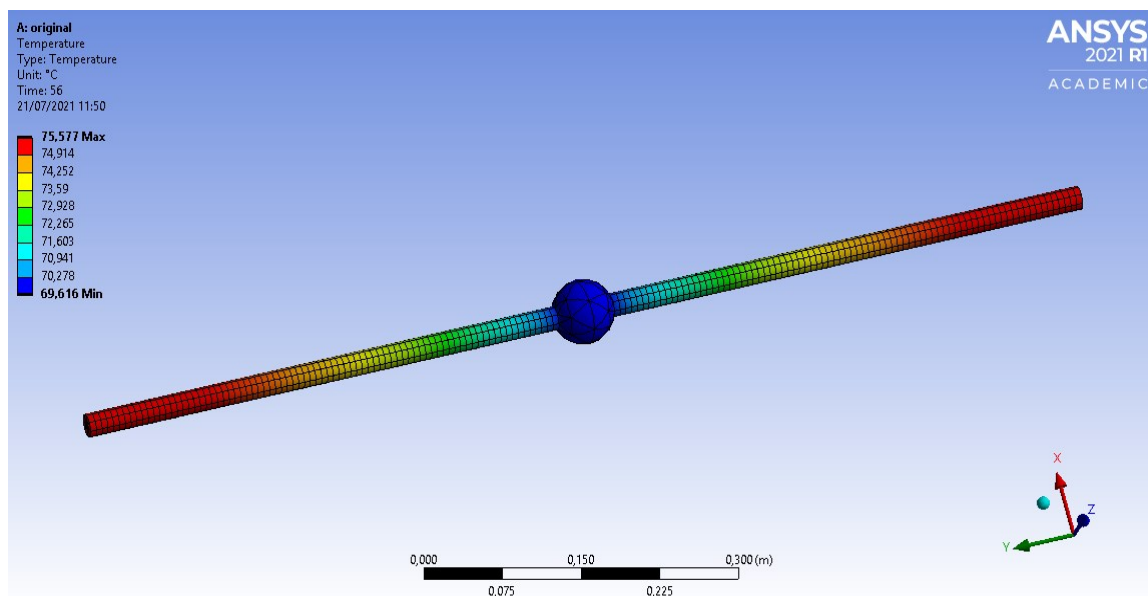 A: original
Temperature
Type: Temperature
Unit: °C
Time: 56
21/07/2021 11:50
75,577 Max
74,914
74,252
73,59
72,928
72,265
71,603
70,941
70,278
69,616 Min
ANSYS
2021 R1
ACADEMIC
X
Z
Y
0,000
0,150
0,300 (m)
0.075
0.225